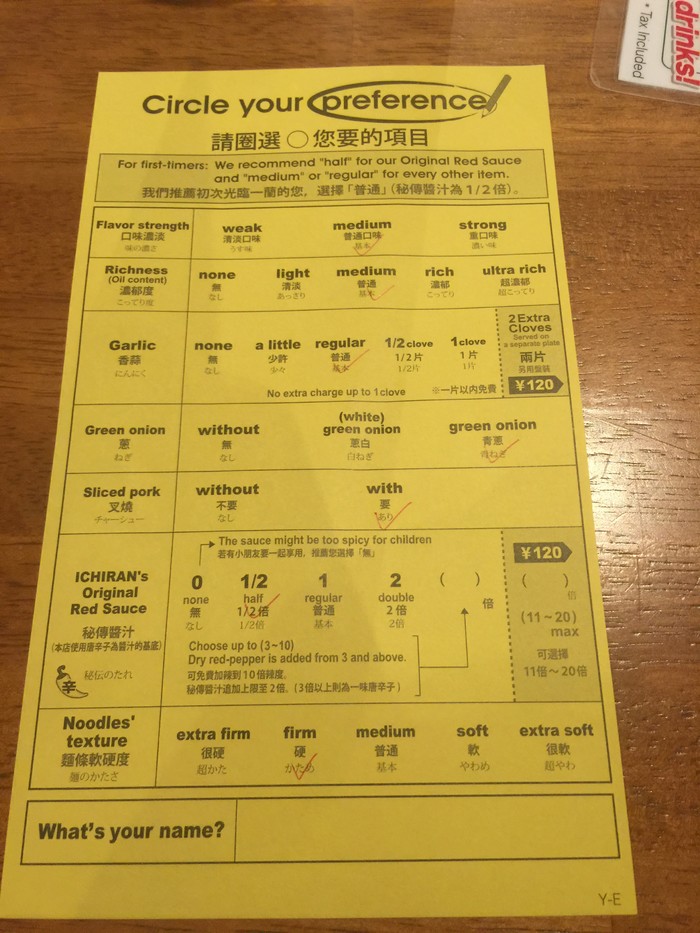 drinks!
• Tax Included
Circle your preference
請圈選○您要的項目
For first-timers: We recommend "half" for our Original Red Sauce
and "medium" or "regular" for every other item.
我們推薦初次光臨一蘭的您，選擇「普通」（秘傳醬汁為1/2倍）。
Flavor strength
口味濃淡
味の濃さ
weak
清淡口味
うす味
medium
普通口味
基本
strong
重口味
濃い味
Richness
(Oil content)
濃郁度
こってり度
none
無
なし
light
清淡
あっさり
medium
普通
基本
rich
濃郁
こってり
ultra rich
超濃郁
超こってり
Garlic
香蒜
にんにく
none
無
なし
a little
少許
少々
regular
普通
基本
1/2 clove
1/2片
1/2片
1 clove
1片
1片
No extra charge up to 1 clove
※一片以内免費
2 Extra
Cloves
Served on
a separate plate
兩片
另用盤裝
¥120
Green onion
蔥
ねぎ
without
無
なし
(white)
green onion
蔥白
白ねぎ
green onion
青蔥
青ねぎ
Sliced pork
叉燒
チャーシュー
without
不要
なし
with
要
あり
ICHIRAN's
Original
Red Sauce
秘傳醬汁
(本店使用唐辛子為醬汁的基底)
辛
秘伝のたれ
The sauce might be too spicy for children
若有小朋友要一起享用，推薦您選擇「無」
0
none
無
なし
1/2
half
1/2倍
1/2倍
1
regular
普通
基本
2
double
2倍
2倍
( )
倍
Choose up to (3~10)
Dry red-pepper is added from 3 and above.
可免費加辣到10倍辣度。
秘傳醬汁追加上限至2倍。(3倍以上則為一味唐辛子)
¥120
( )
倍
(11~20)
max
可選擇
11倍～20倍
Noodles'
texture
麵條軟硬度
麺のかたさ
extra firm
很硬
超かた
firm
硬
かため
medium
普通
基本
soft
軟
やわめ
extra soft
很軟
超やわ
What's your name?
Y-E